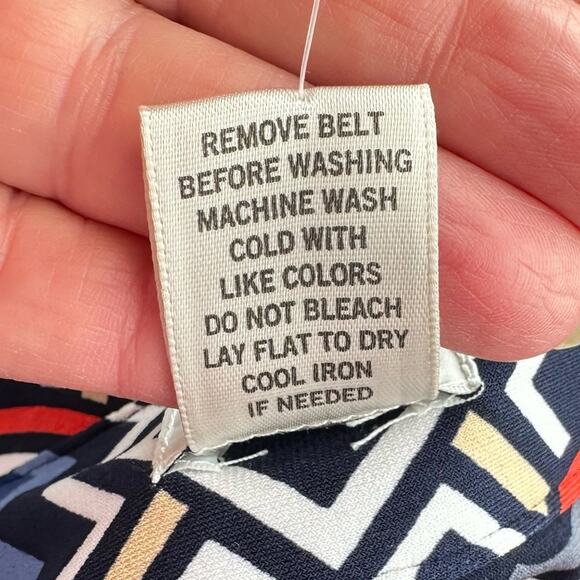 REMOVE BELT
BEFORE WASHING
MACHINE WASH
COLD WITH
LIKE COLORS
DO NOT BLEACH
LAY FLAT TO DRY
COOL IRON
IF NEEDED